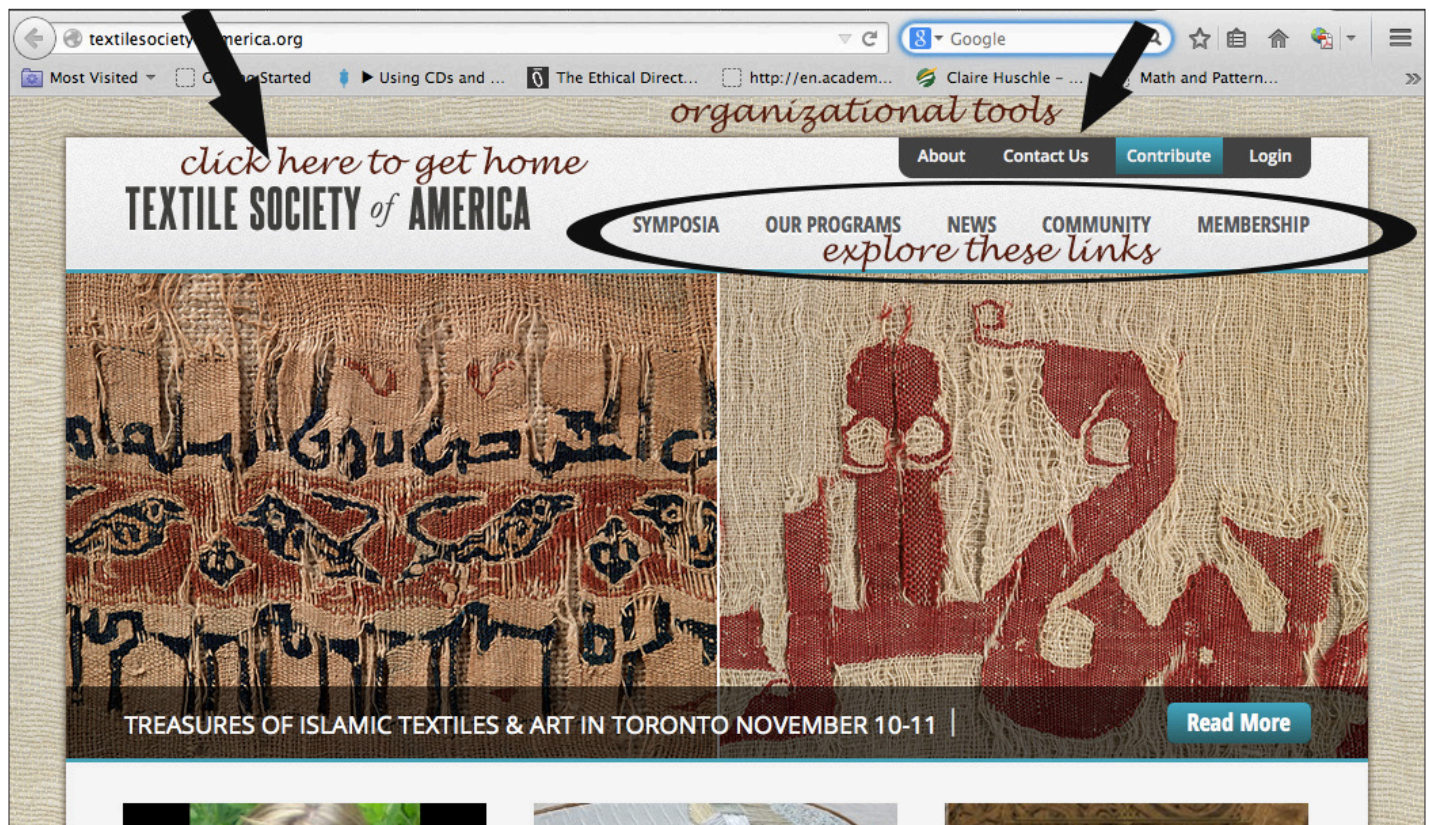 textilesociety
merica.org
Google
Most Visited
Started
Using CDs and ...
The Ethical Direct...
http://en.academ...
Claire Huschle – ...
Math and Pattern...
organizational tools
About Contact Us Contribute Login
click here to get home
TEXTILE SOCIETY of AMERICA
SYMPOSIA OUR PROGRAMS NEWS COMMUNITY MEMBERSHIP
explore these links
TREASURES OF ISLAMIC TEXTILES & ART IN TORONTO NOVEMBER 10-11 |
Read More